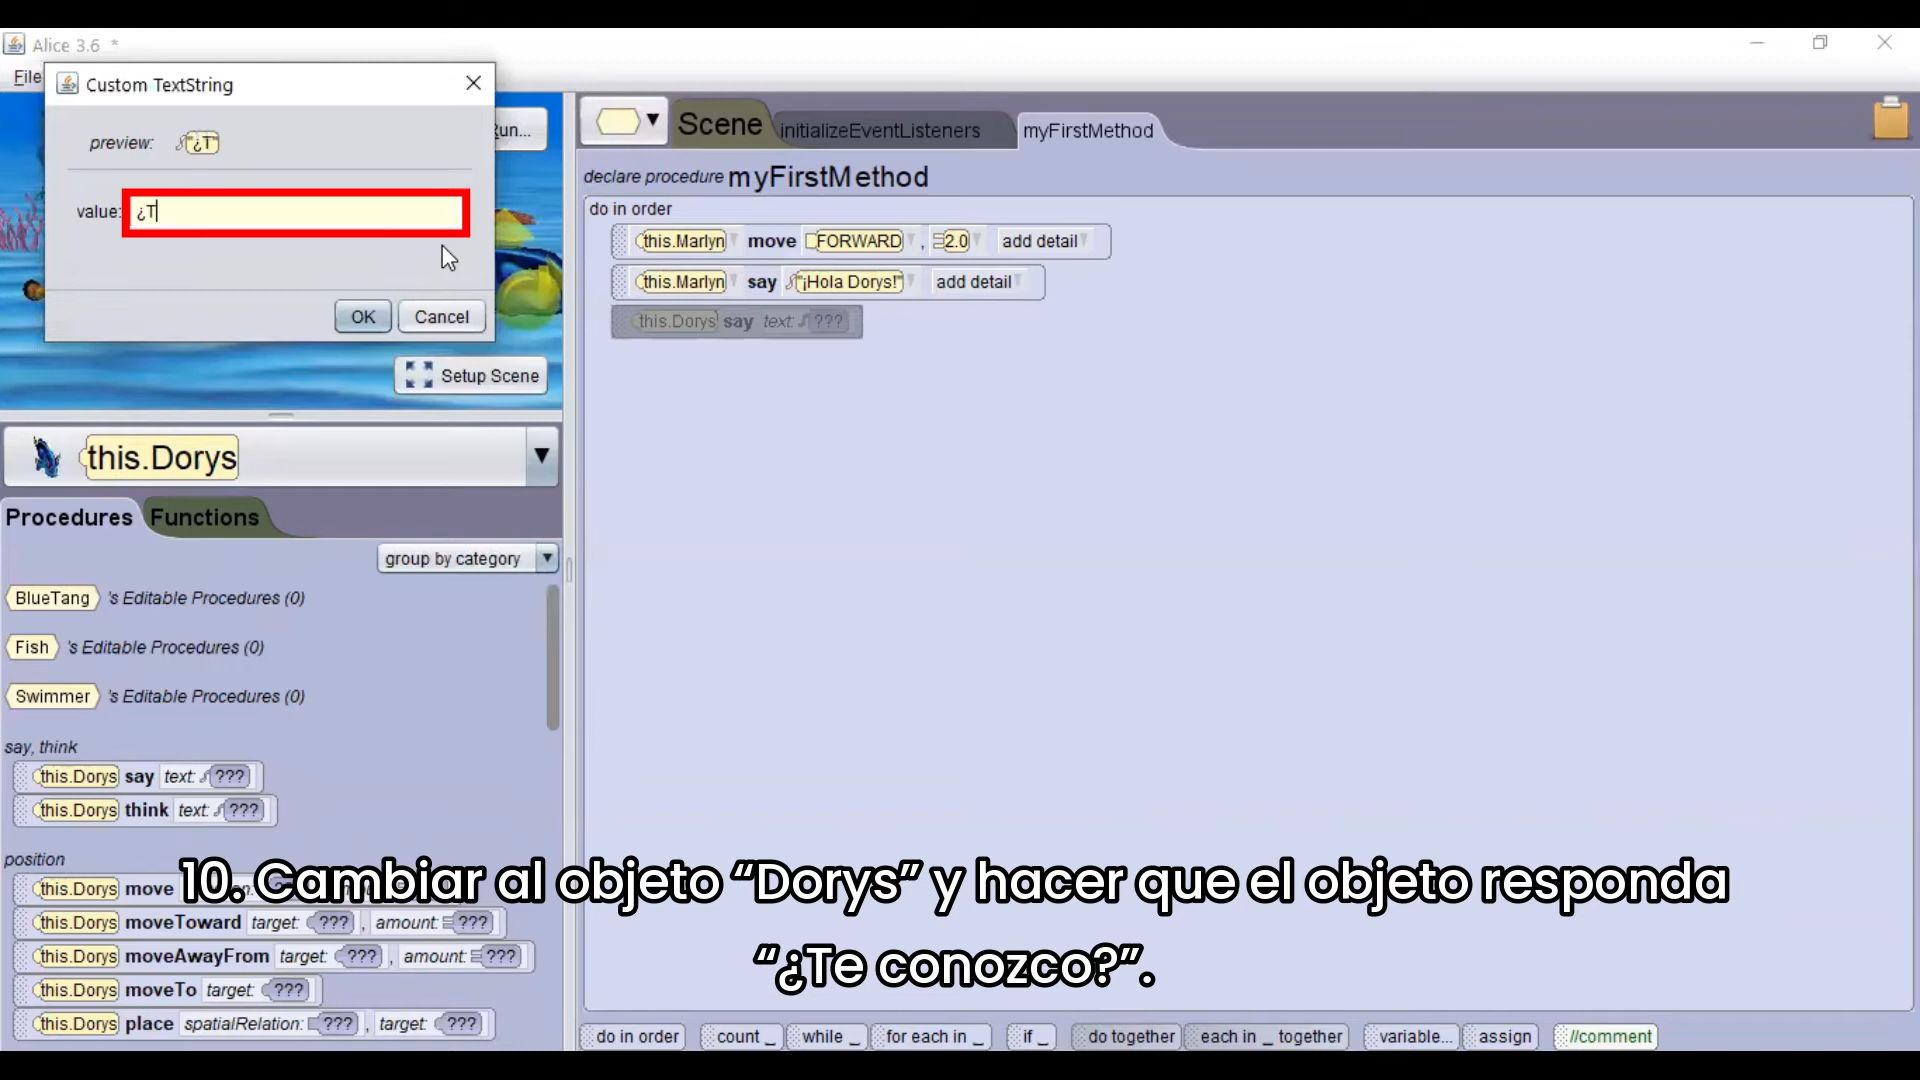 Alice 3.6 *
File
Custom TextString
preview: "¿T"
value: ¿T
OK
Cancel
un...
Setup Scene
this.Dorys
Procedures
Functions
group by category
BlueTang 's Editable Procedures (0)
Fish 's Editable Procedures (0)
Swimmer 's Editable Procedures (0)
say, think
this.Dorys say text: ???
this.Dorys think text: ???
position
this.Dorys move
this.Dorys moveToward target: ??? , amount: ???
this.Dorys moveAwayFrom target: ??? , amount: ???
this.Dorys moveTo target: ???
this.Dorys place spatialRelation: ??? , target: ???
Scene
initializeEventListeners
myFirstMethod
declare procedure myFirstMethod
do in order
this.Marlyn move FORWARD , 2.0 add detail
this.Marlyn say "¡Hola Dorys!" add detail
this.Dorys say text: ???
10. Cambiar al objeto “Dorys” y hacer que el objeto responda
“¿Te conozco?”.
do in order
count _
while _
for each in _
if _
do together
each in _ together
variable...
assign
//comment